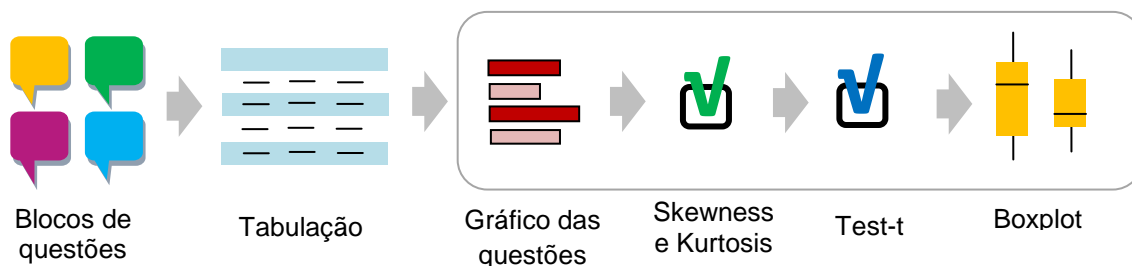 Blocos de
questões
Tabulação
Gráfico das
questões
Skewness
e Kurtosis
Test-t
Boxplot